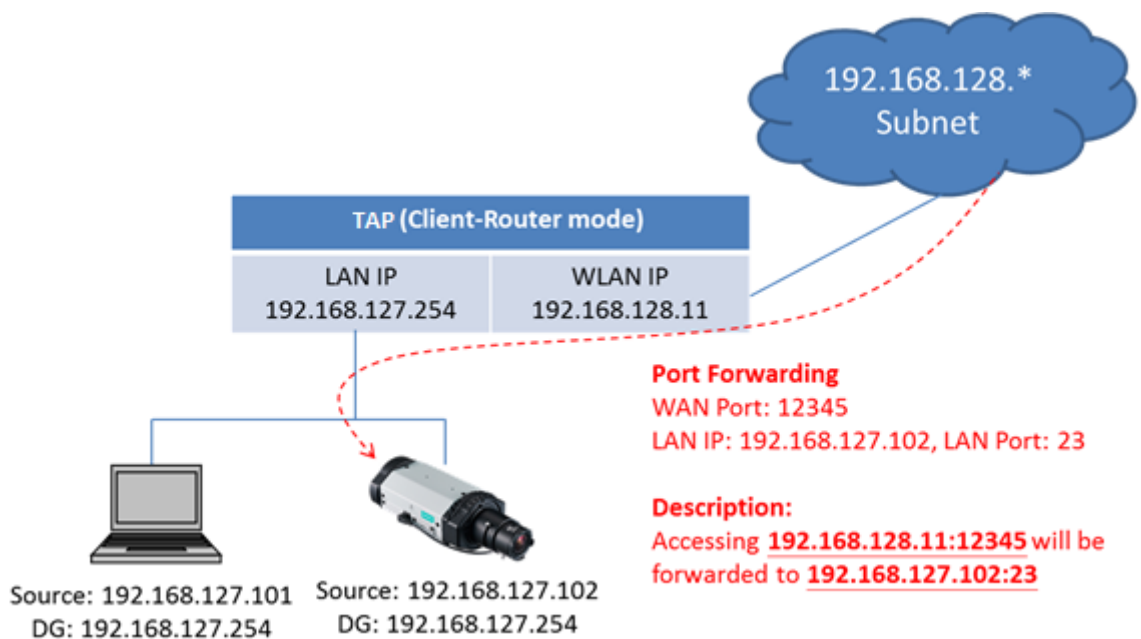 192.168.128.*
Subnet
TAP (Client-Router mode)
LAN IP
192.168.127.254
WLAN IP
192.168.128.11
Port Forwarding
WAN Port: 12345
LAN IP: 192.168.127.102, LAN Port: 23
Description:
Accessing 192.168.128.11:12345 will be
forwarded to 192.168.127.102:23
Source: 192.168.127.101
DG: 192.168.127.254
Source: 192.168.127.102
DG: 192.168.127.254